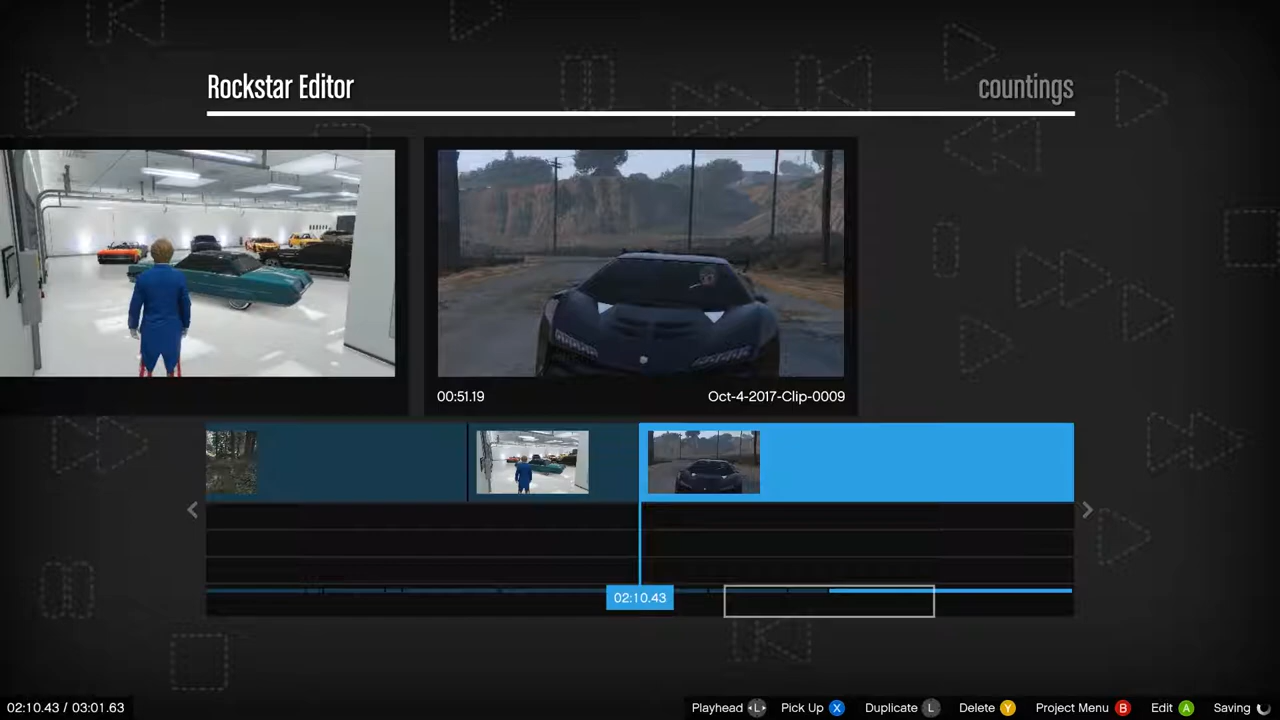 Rockstar Editor
countings
00:51.19
Oct-4-2017-Clip-0009
02:10.43
02:10.43 / 03:01.63
Playhead L Pick Up X Duplicate L Delete Y Project Menu B Edit A Saving